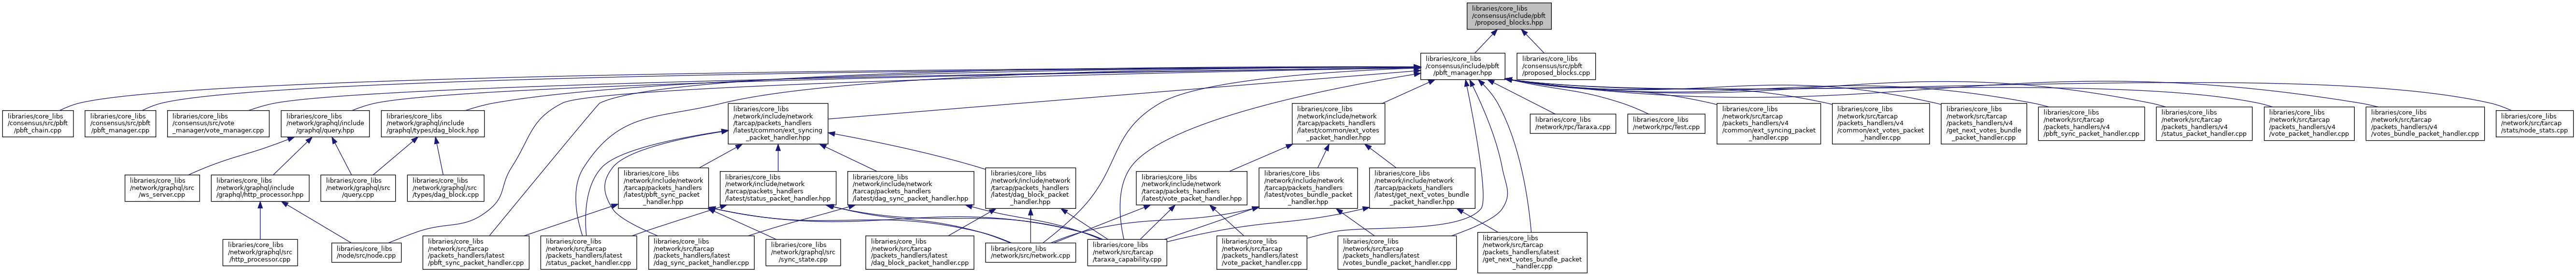 libraries/core_libs
/consensus/include/pbft
/proposed_blocks.hpp
libraries/core_libs
/consensus/include/pbft
/pbft_manager.hpp
libraries/core_libs
/consensus/src/pbft
/proposed_blocks.cpp
libraries/core_libs
/consensus/src/pbft
/pbft_chain.cpp
libraries/core_libs
/consensus/src/pbft
/pbft_manager.cpp
libraries/core_libs
/consensus/src/vote
_manager/vote_manager.cpp
libraries/core_libs
/network/graphql/include
/graphql/query.hpp
libraries/core_libs
/network/graphql/include
/graphql/types/dag_block.hpp
libraries/core_libs
/network/include/network
/tarcap/packets_handlers
/latest/common/ext_syncing
_packet_handler.hpp
libraries/core_libs
/network/include/network
/tarcap/packets_handlers
/latest/common/ext_votes
_packet_handler.hpp
libraries/core_libs
/network/rpc/Taraxa.cpp
libraries/core_libs
/network/rpc/Test.cpp
libraries/core_libs
/network/src/tarcap
/packets_handlers/v4
/common/ext_syncing_packet
_handler.cpp
libraries/core_libs
/network/src/tarcap
/packets_handlers/v4
/common/ext_votes_packet
_handler.cpp
libraries/core_libs
/network/src/tarcap
/packets_handlers/v4
/get_next_votes_bundle
_packet_handler.cpp
libraries/core_libs
/network/src/tarcap
/packets_handlers/v4
/pbft_sync_packet_handler.cpp
libraries/core_libs
/network/src/tarcap
/packets_handlers/v4
/status_packet_handler.cpp
libraries/core_libs
/network/src/tarcap
/packets_handlers/v4
/vote_packet_handler.cpp
libraries/core_libs
/network/src/tarcap
/packets_handlers/v4
/votes_bundle_packet_handler.cpp
libraries/core_libs
/network/src/tarcap
/stats/node_stats.cpp
libraries/core_libs
/network/graphql/src
/ws_server.cpp
libraries/core_libs
/network/graphql/include
/graphql/http_processor.hpp
libraries/core_libs
/network/graphql/src
/query.cpp
libraries/core_libs
/network/graphql/src
/types/dag_block.cpp
libraries/core_libs
/network/include/network
/tarcap/packets_handlers
/latest/pbft_sync_packet
_handler.hpp
libraries/core_libs
/network/include/network
/tarcap/packets_handlers
/latest/status_packet_handler.hpp
libraries/core_libs
/network/include/network
/tarcap/packets_handlers
/latest/dag_sync_packet_handler.hpp
libraries/core_libs
/network/include/network
/tarcap/packets_handlers
/latest/dag_block_packet
_handler.hpp
libraries/core_libs
/network/include/network
/tarcap/packets_handlers
/latest/vote_packet_handler.hpp
libraries/core_libs
/network/include/network
/tarcap/packets_handlers
/latest/votes_bundle_packet
_handler.hpp
libraries/core_libs
/network/include/network
/tarcap/packets_handlers
/latest/get_next_votes_bundle
_packet_handler.hpp
libraries/core_libs
/network/graphql/src
/http_processor.cpp
libraries/core_libs
/node/src/node.cpp
libraries/core_libs
/network/src/tarcap
/packets_handlers/latest
/pbft_sync_packet_handler.cpp
libraries/core_libs
/network/src/tarcap
/packets_handlers/latest
/status_packet_handler.cpp
libraries/core_libs
/network/src/tarcap
/packets_handlers/latest
/dag_sync_packet_handler.cpp
libraries/core_libs
/network/graphql/src
/sync_state.cpp
libraries/core_libs
/network/src/tarcap
/packets_handlers/latest
/dag_block_packet_handler.cpp
libraries/core_libs
/network/src/network.cpp
libraries/core_libs
/network/src/tarcap
/taraxa_capability.cpp
libraries/core_libs
/network/src/tarcap
/packets_handlers/latest
/vote_packet_handler.cpp
libraries/core_libs
/network/src/tarcap
/packets_handlers/latest
/votes_bundle_packet_handler.cpp
libraries/core_libs
/network/src/tarcap
/packets_handlers/latest
/get_next_votes_bundle_packet
_handler.cpp